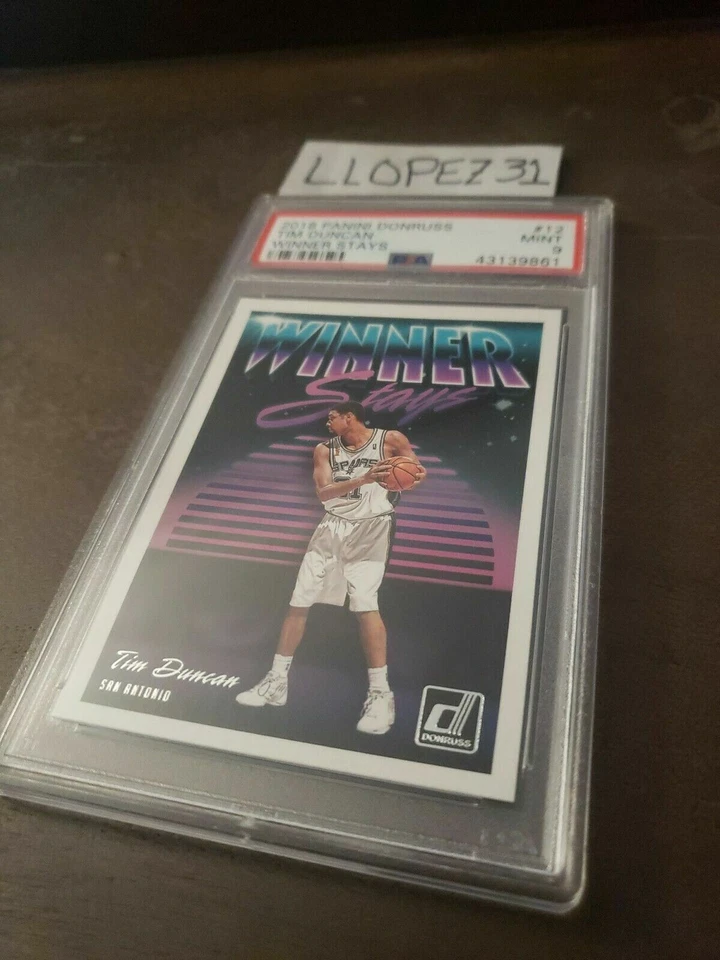 LLOPEZ31
2018 PANINI DONRUSS #12
TIM DUNCAN MINT
WINNER STAYS 9
PSA 43139861
WINNER
Stays
SPURS
21
Tim Duncan
SAN ANTONIO
d
DONRUSS